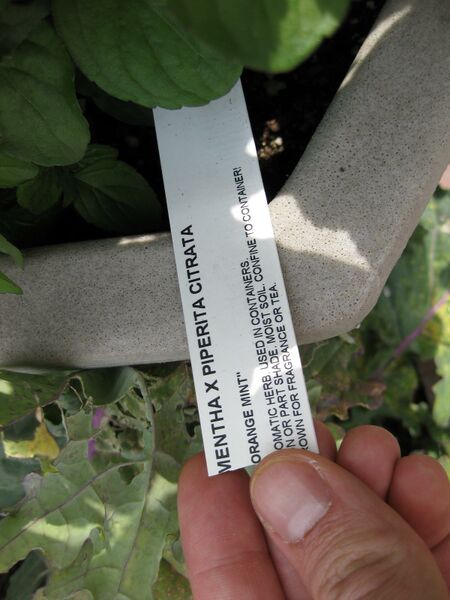 MENTHA X PIPERITA CITRATA
ORANGE MINT"
OMATIC HERB USED IN CONTAINERS.
N OR PART SHADE. MOIST SOIL. CONFINE TO CONTAINER!
OWN FOR FRAGRANCE OR TEA.